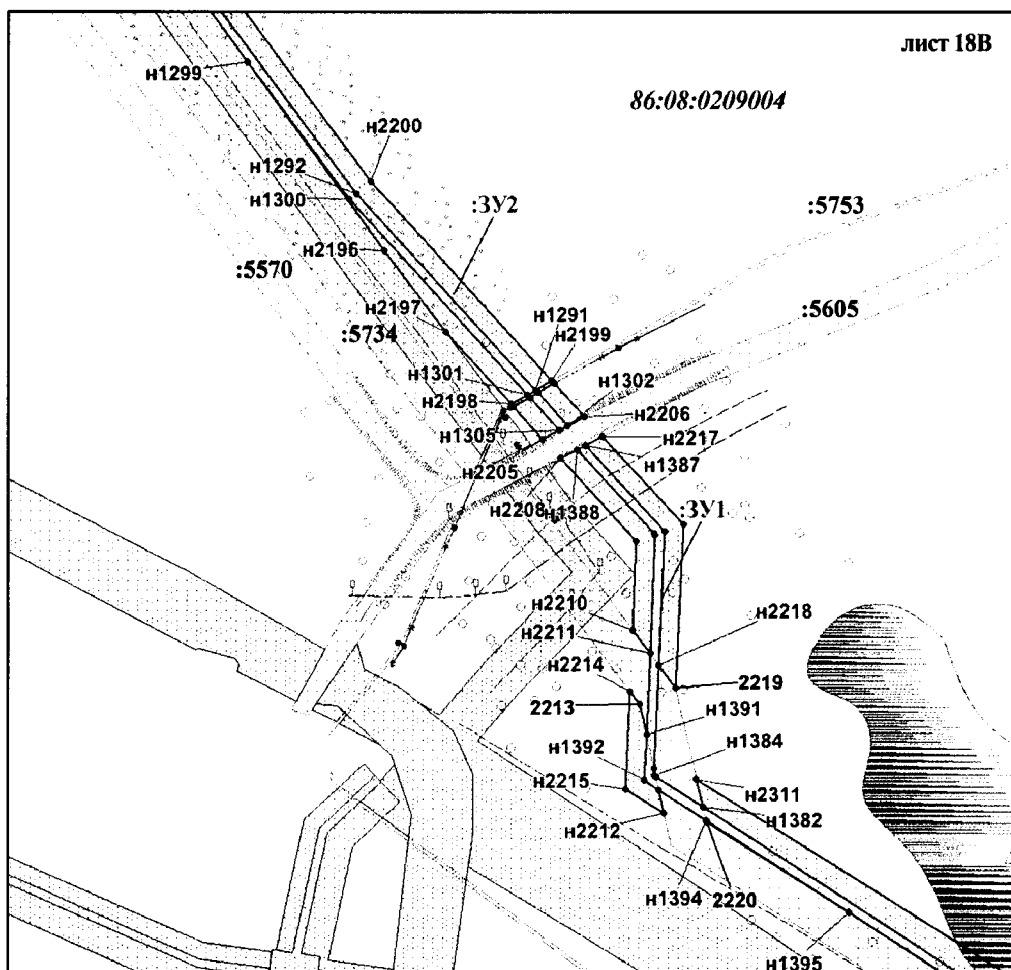 лист 18В
н1299
86:08:0209004
н2200
н1292
н1300
:ЗУ2
:5753
н2196
:5570
:5605
н2197
:5734
н1291
н2199
н1301
н1302
н2198
н1305
н2206
н2217
н2205
н1387
н2208
н1388
:ЗУ1
н2210
н2218
н2211
н2214
2219
2213
н1391
н1392
н1384
н2215
н2311
н1382
н2212
н1394
2220
н1395